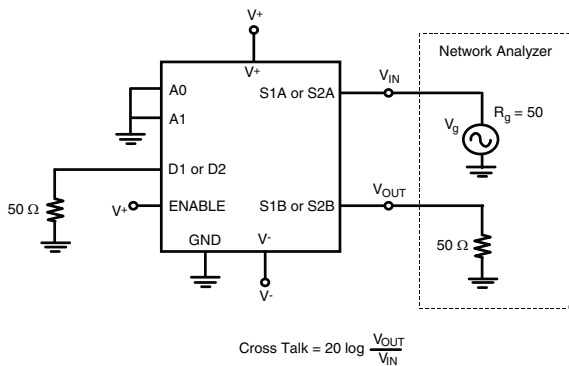 V+
Network Analyzer
V+
A0
S1A or S2A
VIN
A1
Vg
Rg = 50
D1 or D2
VOUT
50 Ω
V+
ENABLE
S1B or S2B
50 Ω
GND
V-
V-
Cross Talk = 20 log VOUT
VIN